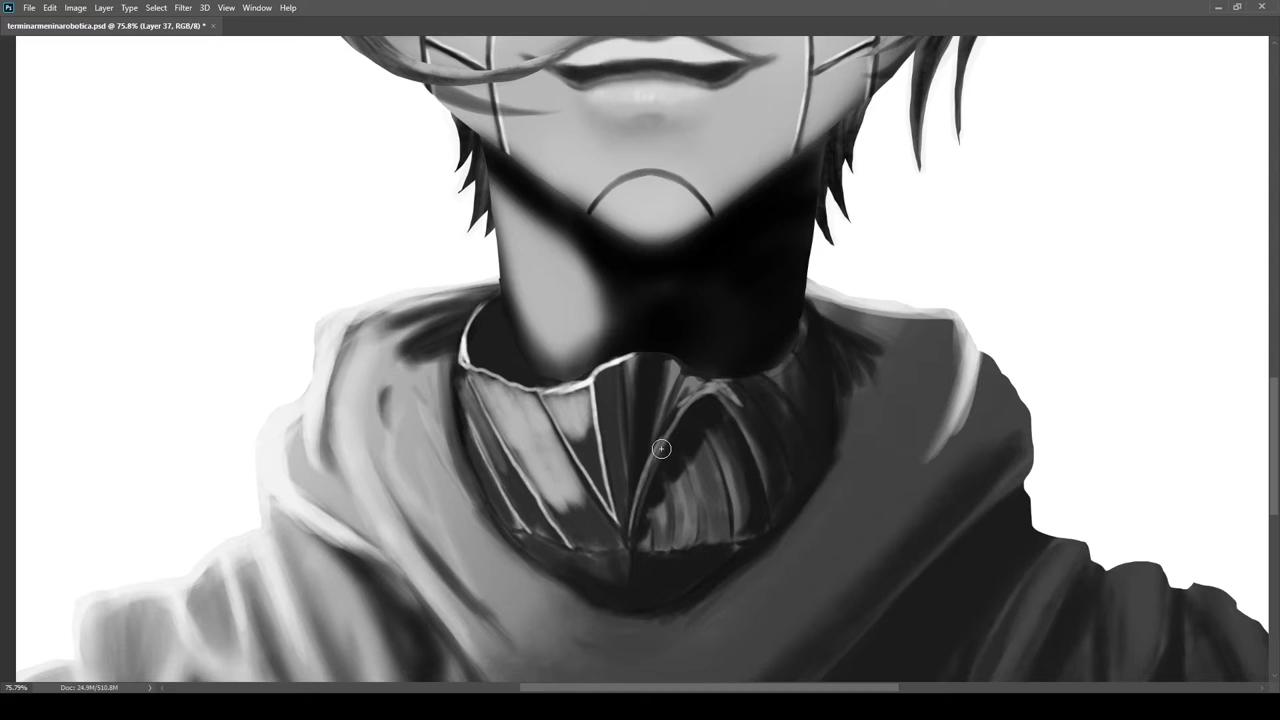 Ps File Edit Image Layer Type Select Filter 3D View Window Help
terminarmeninarobotica.psd @ 75.8% (Layer 37, RGB/8) * ×
75.79% Doc: 24.9M/510.8M